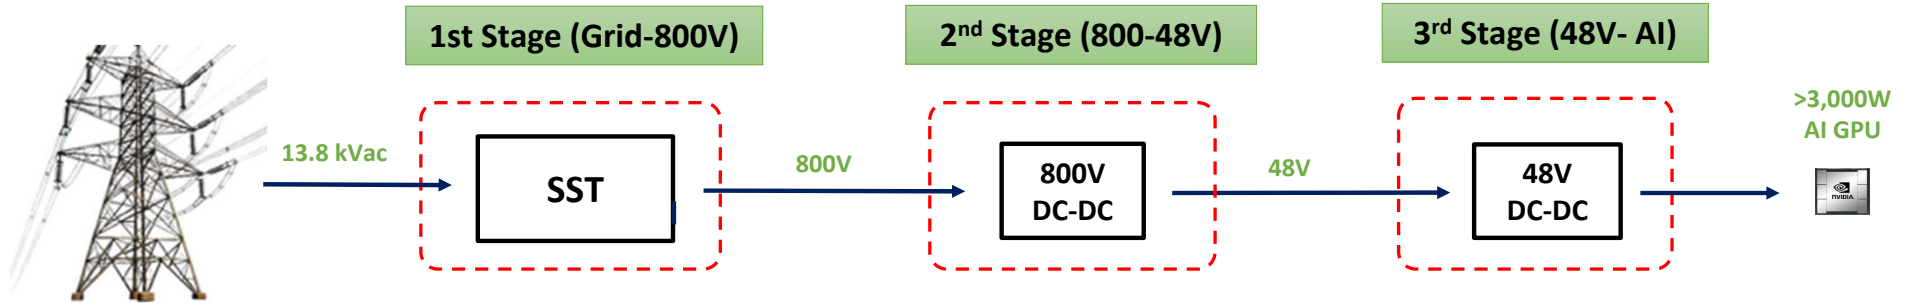 1st Stage (Grid-800V)
2nd Stage (800-48V)
3rd Stage (48V- AI)
13.8 kVac
SST
800V
800V
DC-DC
48V
48V
DC-DC
>3,000W
AI GPU
NVIDIA